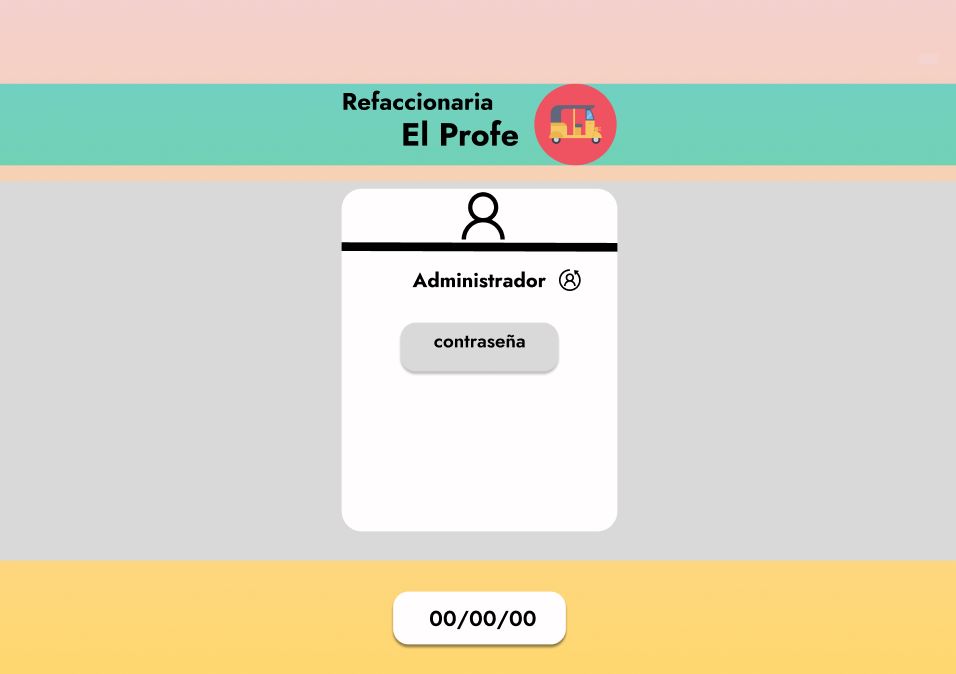 Refaccionaria
El Profe
Administrador
contraseña
00/00/00